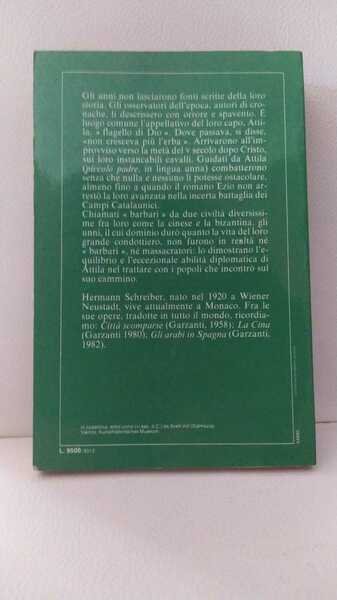 Gli unni non lasciarono fonti scritte della loro
storia. Gli osservatori dell'epoca, autori di cro-
nache, li descrissero con orrore e spavento. È
luogo comune l'appellativo del loro capo, Atti-
la, « flagello di Dio ». Dove passava, si disse,
«non cresceva più l'erba». Arrivarono all'im-
provviso verso la metà del V secolo dopo Cristo,
sui loro instancabili cavalli. Guidati da Attila
(piccolo padre, in lingua unna) combatterono
senza che nulla e nessuno li potesse ostacolare,
almeno fino a quando il romano Ezio non ar-
restò la loro avanzata nella incerta battaglia dei
Campi Catalaunici.
Chiamati « barbari » da due civiltà diversissi-
me fra loro come la cinese e la bizantina, gli
unni, il cui dominio durò quanto la vita del loro
grande condottiero, non furono in realtà né
« barbari », né massacratori: lo dimostrano l'e-
quilibrio e l'eccezionale abilità diplomatica di
Attila nel trattare con i popoli che incontrò sul
suo cammino.
Hermann Schreiber, nato nel 1920 a Wiener
Neustadt, vive attualmente a Monaco. Fra le
sue opere, tradotte in tutto il mondo, ricordia-
mo: Città scomparse (Garzanti, 1958); La Cina
(Garzanti 1980); Gli arabi in Spagna (Garzanti,
1982).
In copertina:
Vienna, Kunsthistorisches Museum
L. 9500